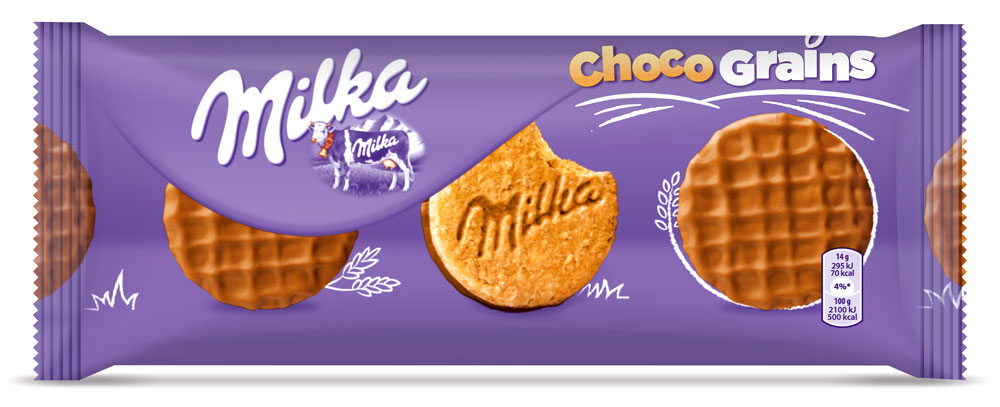 Milka
Milka
Choco Grains
Milka
14 g
295 kJ
70 kcal
4%*
100 g
2100 kJ
500 kcal